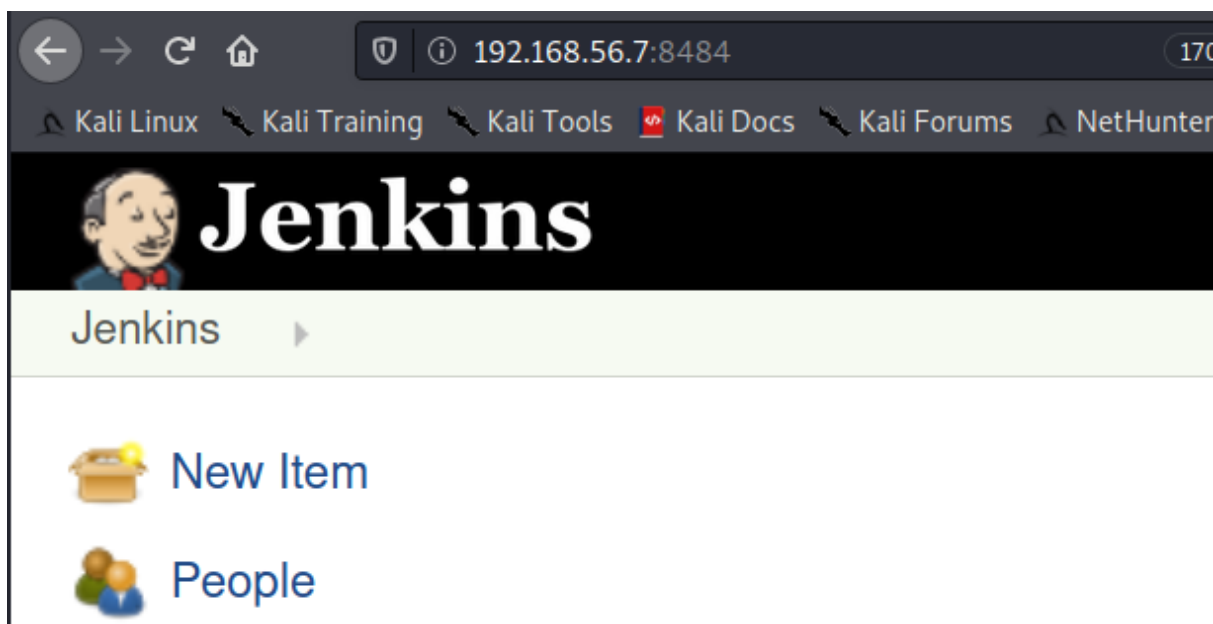 192.168.56.7:8484 170
Kali Linux Kali Training Kali Tools Kali Docs Kali Forums NetHunter
Jenkins
Jenkins
New Item
People